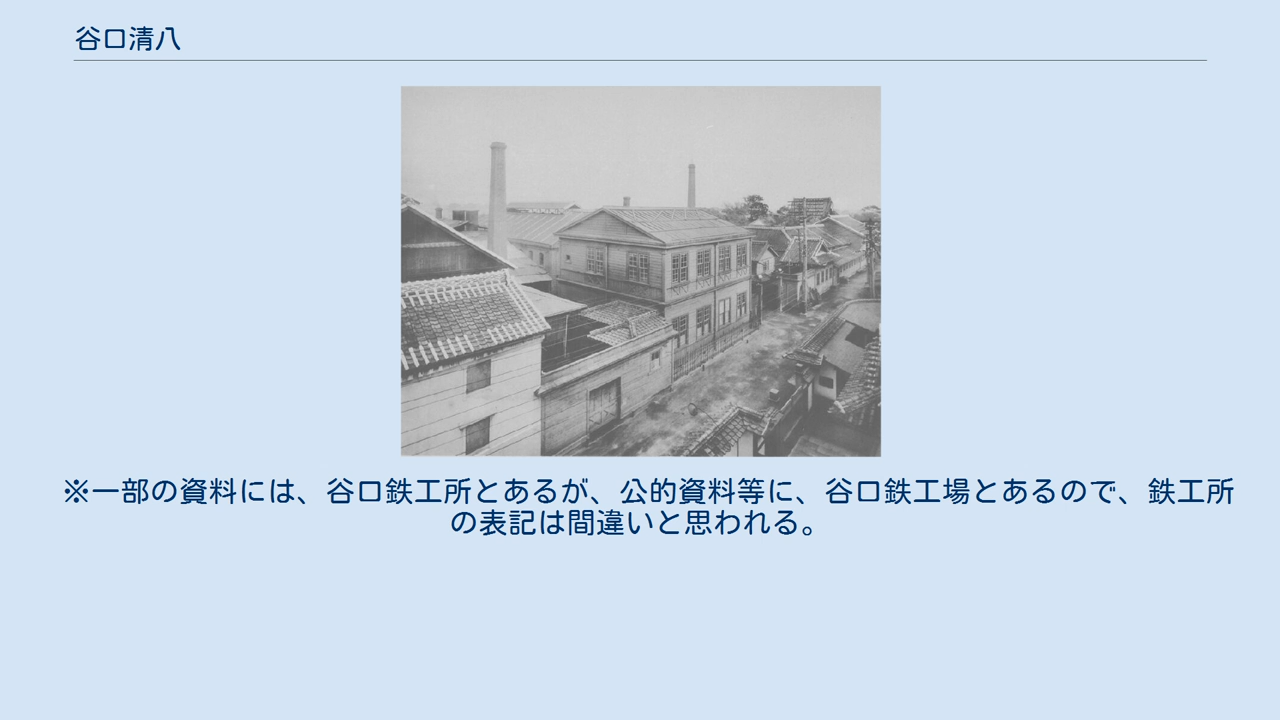 谷口清八
※一部の資料には、谷口鉄工所とあるが、公的資料等に、谷口鉄工場とあるので、鉄工所
の表記は間違いと思われる。